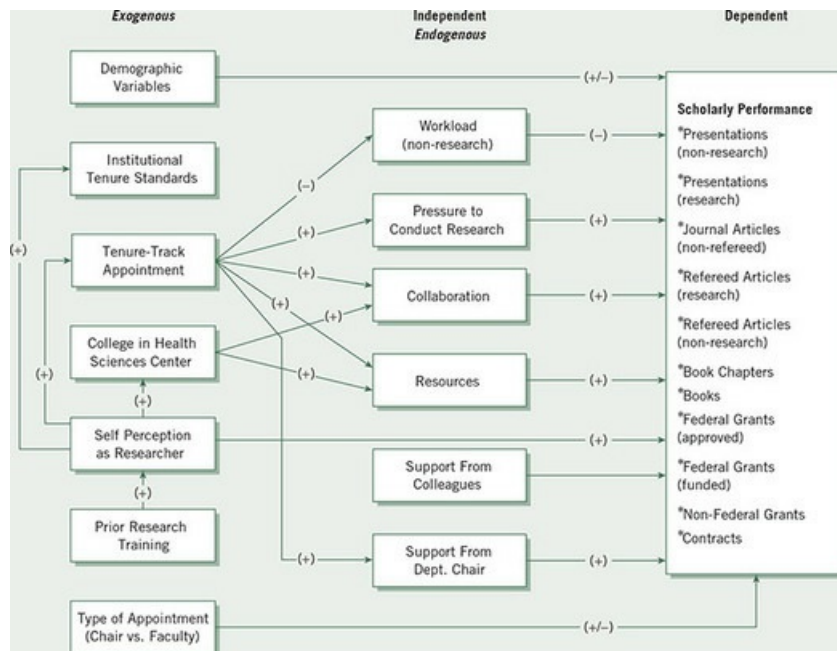 Exogenous
Independent
Endogenous
Dependent
Demographic
Variables
(+/−)
Institutional
Tenure Standards
Workload
(non-research)
(−)
(−)
Pressure to
Conduct Research
(+)
(+)
(+)
Tenure-Track
Appointment
(+)
Collaboration
(+)
(+)
(+)
College in Health
Sciences Center
(+)
(+)
Resources
(+)
(+)
Self Perception
as Researcher
(+)
Support From
Colleagues
(+)
Prior Research
Training
Support From
Dept. Chair
(+)
(+)
Type of Appointment
(Chair vs. Faculty)
(+/−)
Scholarly Performance
*Presentations
(non-research)
*Presentations
(research)
*Journal Articles
(non-refereed)
*Refereed Articles
(research)
*Refereed Articles
(non-research)
*Book Chapters
*Books
*Federal Grants
(approved)
*Federal Grants
(funded)
*Non-Federal Grants
*Contracts